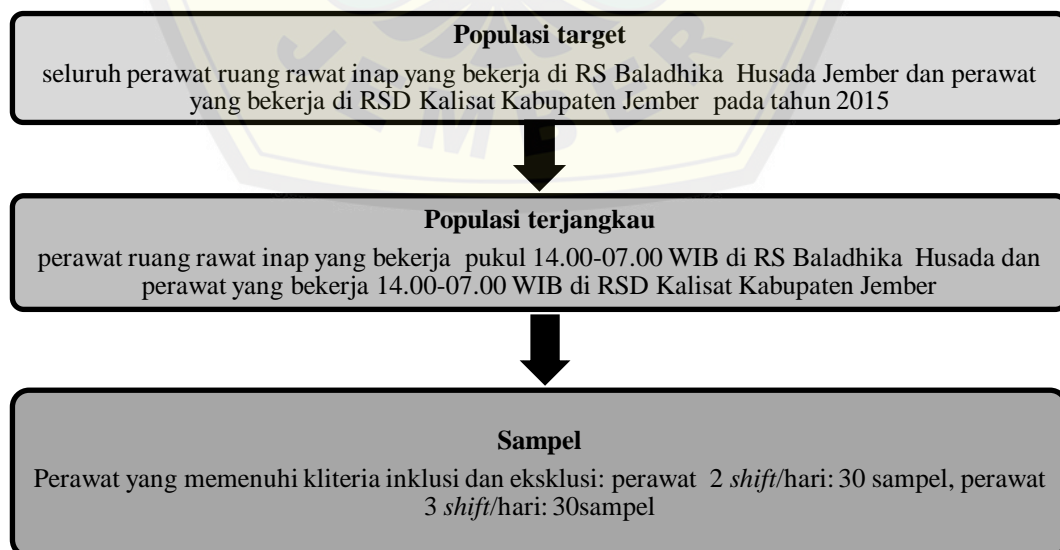 Populasi target
seluruh perawat ruang rawat inap yang bekerja di RS Baladhika Husada Jember dan perawat
yang bekerja di RSD Kalisat Kabupaten Jember pada tahun 2015
JEMBER
Populasi terjangkau
perawat ruang rawat inap yang bekerja pukul 14.00-07.00 WIB di RS Baladhika Husada dan
perawat yang bekerja 14.00-07.00 WIB di RSD Kalisat Kabupaten Jember
Sampel
Perawat yang memenuhi kliteria inklusi dan eksklusi: perawat 2 shift/hari: 30 sampel, perawat
3 shift/hari: 30sampel